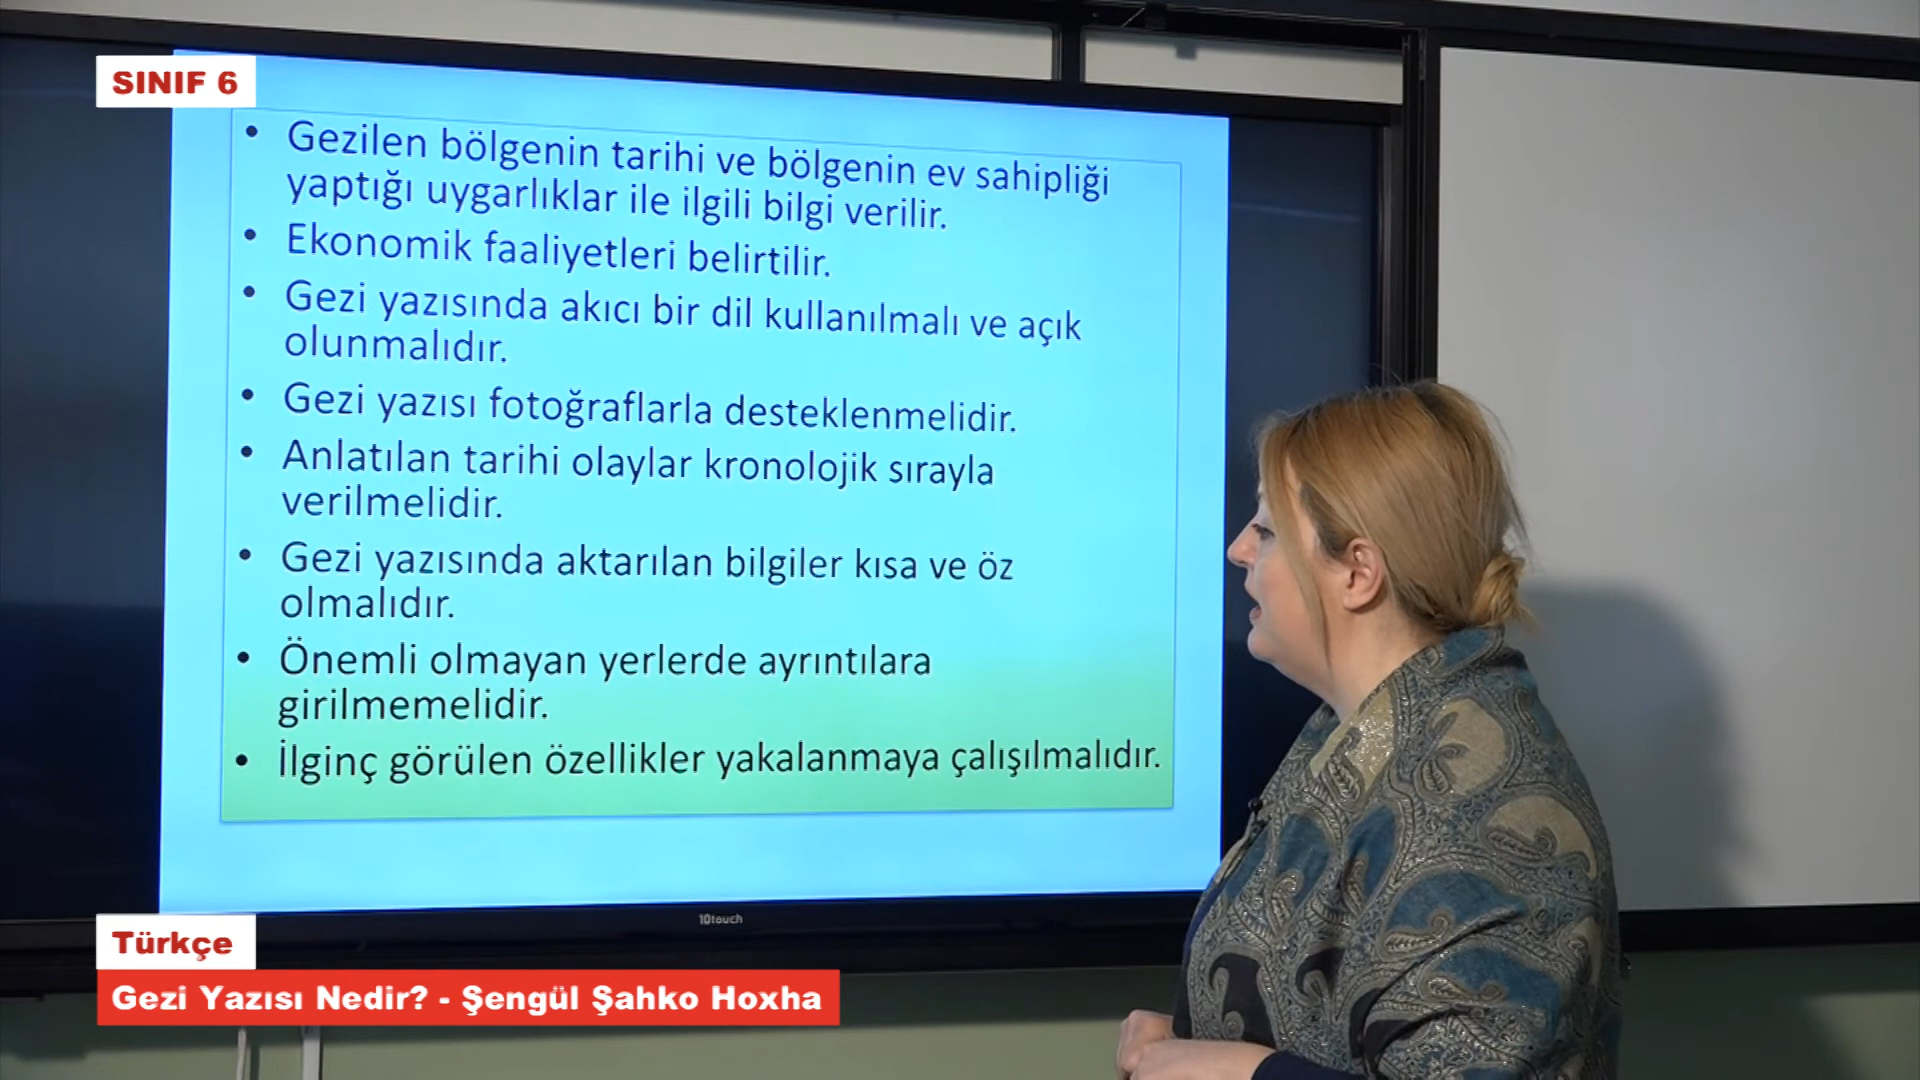 SINIF 6
• Gezilen bölgenin tarihi ve bölgenin ev sahipliği
yaptığı uygarlıklar ile ilgili bilgi verilir.
• Ekonomik faaliyetleri belirtilir.
• Gezi yazısında akıcı bir dil kullanılmalı ve açık
olunmalıdır.
• Gezi yazısı fotoğraflarla desteklenmelidir.
• Anlatılan tarihi olaylar kronolojik sırayla
verilmelidir.
• Gezi yazısında aktarılan bilgiler kısa ve öz
olmalıdır.
• Önemli olmayan yerlerde ayrıntılara
girilmemelidir.
• İlginç görülen özellikler yakalanmaya çalışılmalıdır.
10touch
Türkçe
Gezi Yazısı Nedir? - Şengül Şahko Hoxha